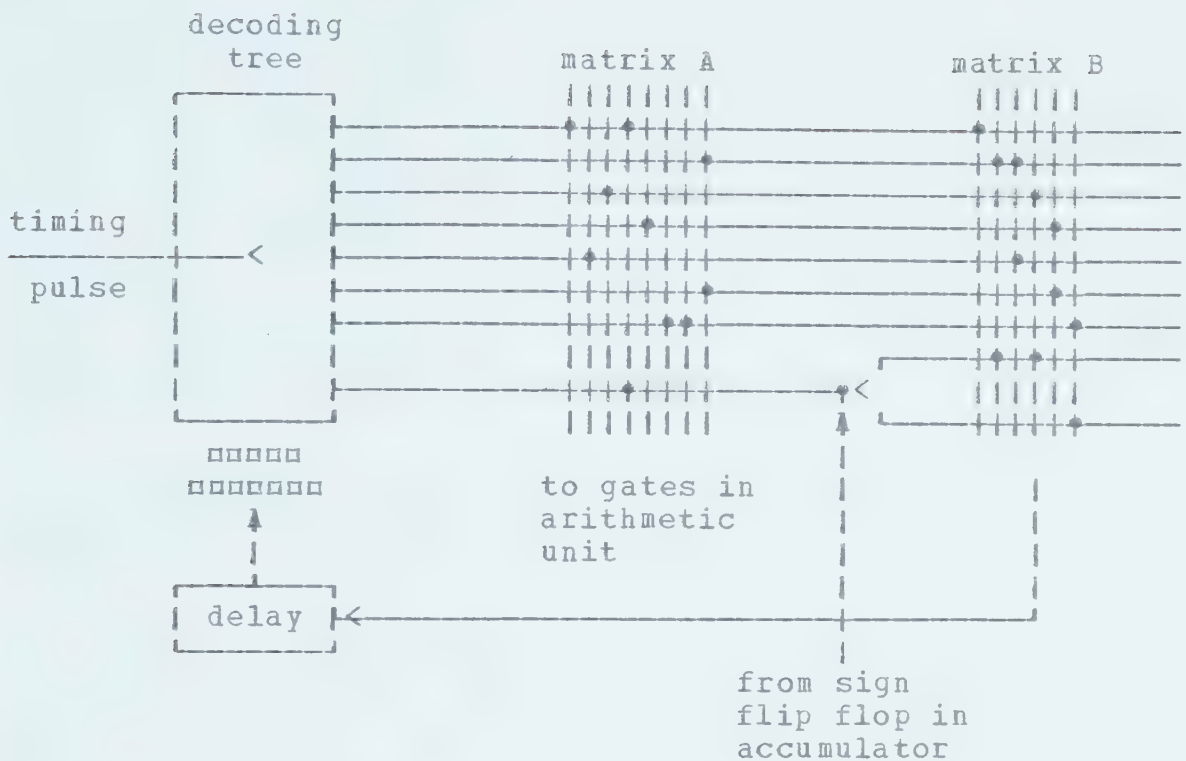 decoding
tree
matrix A
matrix B
timing
pulse
to gates in
arithmetic
unit
delay
from sign
flip flop in
accumulator